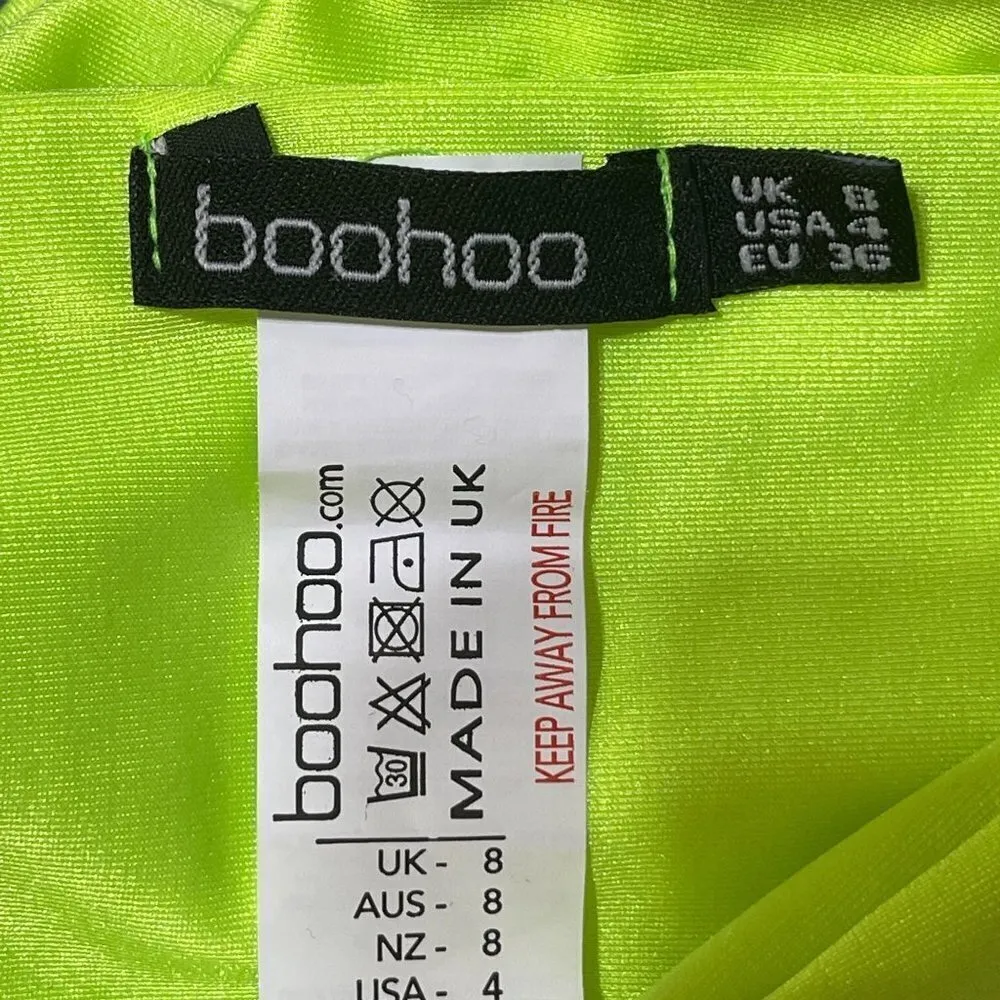 boohoo
UK 8
USA 4
EU 36
boohoo.com
30
MADE IN UK
KEEP AWAY FROM FIRE
UK - 8
AUS - 8
NZ - 8
USA - 4